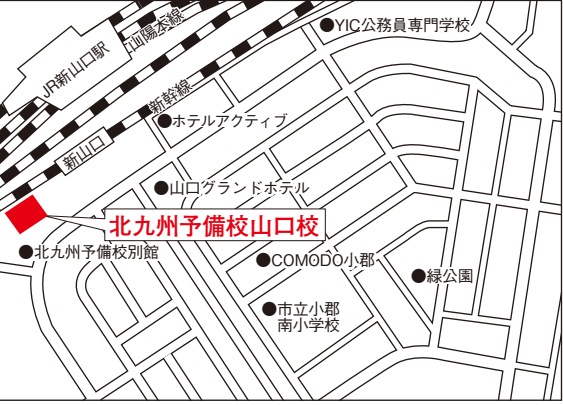 ●YIC公務員専門学校
山陽本線
JR新山口駅
新幹線
●ホテルアクティブ
新山口
●山口グランドホテル
北九州予備校山口校
●北九州予備校別館
●COMODO小郡
●緑公園
●市立小郡
南小学校